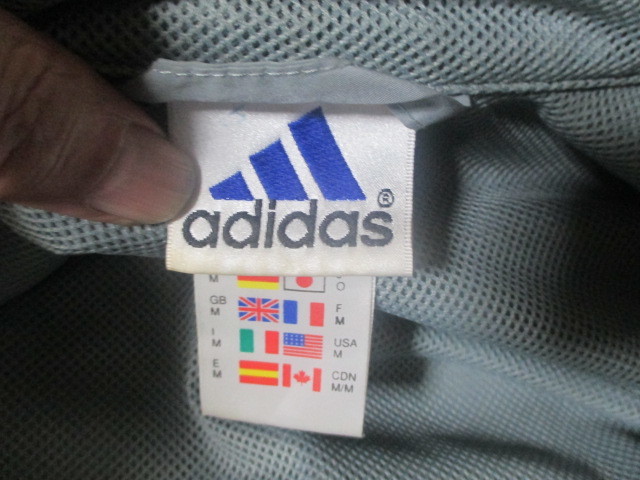 adidas®
M O
GB M F M
I M USA M
E M CDN M/M